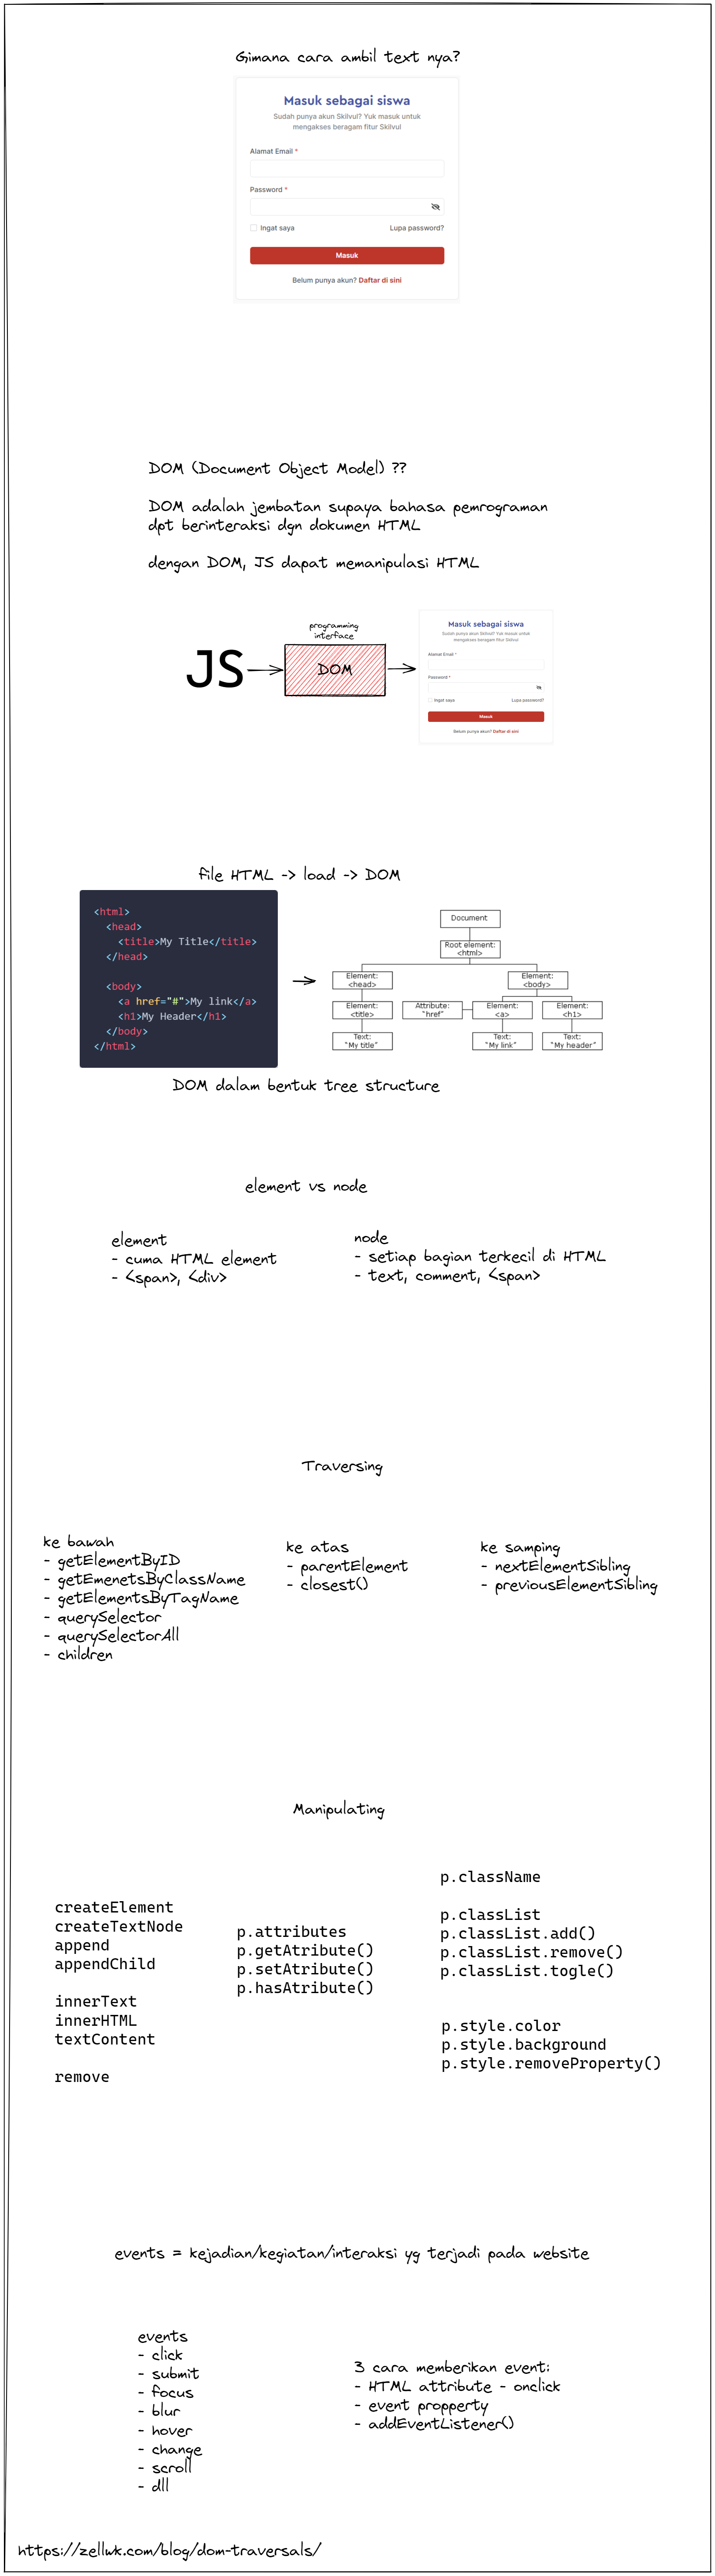 Gimana cara ambil text nya?
Masuk sebagai siswa
Sudah punya akun Skilvul? Yuk masuk untuk
mengakses beragam fitur Skilvul
Alamat Email *
Password *
Ingat saya
Lupa password?
Masuk
Belum punya akun? Daftar di sini
DOM (Document Object Model) ??
DOM adalah jembatan supaya bahasa pemrograman
dpt berinteraksi dgn dokumen HTML
dengan DOM, JS dapat memanipulasi HTML
JS
programming
interface
DOM
Masuk sebagai siswa
Sudah punya akun Skilvul? Yuk masuk untuk
mengakses beragam fitur Skilvul
Alamat Email *
Password *
Ingat saya
Lupa password?
Masuk
Belum punya akun? Daftar di sini
file HTML -> load -> DOM
<html>
<head>
<title>My Title</title>
</head>
<body>
<a href="#">My link</a>
<h1>My Header</h1>
</body>
</html>
Document
Root element:
<html>
Element:
<head>
Element:
<body>
Element:
<title>
Attribute:
"href"
Element:
<a>
Element:
<h1>
Text:
"My title"
Text:
"My link"
Text:
"My header"
DOM dalam bentuk tree structure
element vs node
element
- cuma HTML element
- <span>, <div>
node
- setiap bagian terkecil di HTML
- text, comment, <span>
Traversing
ke bawah
- getElementByID
- getEmenetsByClassName
- getElementsByTagName
- querySelector
- querySelectorAll
- children
ke atas
- parentElement
- closest()
ke samping
- nextElementSibling
- previousElementSibling
Manipulating
createElement
createTextNode
append
appendChild
innerText
innerHTML
textContent
remove
p.attributes
p.getAtribute()
p.setAtribute()
p.hasAtribute()
p.className
p.classList
p.classList.add()
p.classList.remove()
p.classList.togle()
p.style.color
p.style.background
p.style.removeProperty()
events = kejadian/kegiatan/interaksi yg terjadi pada website
events
- click
- submit
- focus
- blur
- hover
- change
- scroll
- dll
3 cara memberikan event:
- HTML attribute - onclick
- event propperty
- addEventListener()
https://zellwk.com/blog/dom-traversals/